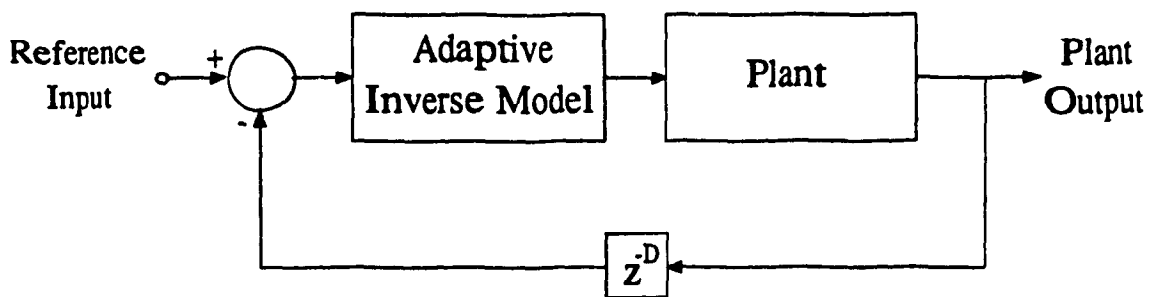 Reference
Input
+
-
Adaptive
Inverse Model
Plant
Plant
Output
z^-D